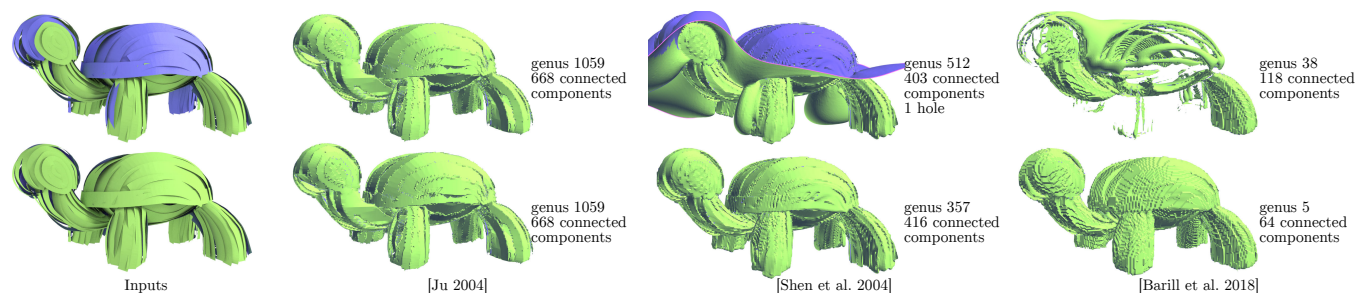 genus 1059
668 connected
components
genus 512
403 connected
components
1 hole
genus 38
118 connected
components
genus 1059
668 connected
components
genus 357
416 connected
components
genus 5
64 connected
components
Inputs
[Ju 2004]
[Shen et al. 2004]
[Barill et al. 2018]